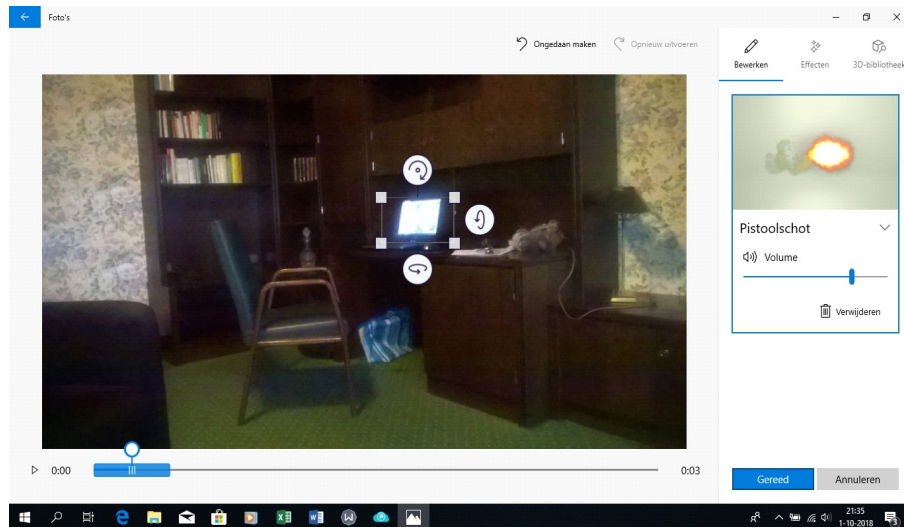 Foto's
Ongedaan maken
Opnieuw uitvoeren
Bewerken
Effecten
3D-bibliotheek
Pistoolschot
Volume
Verwijderen
0:00
0:03
Gereed
Annuleren
21:35
1-10-2018